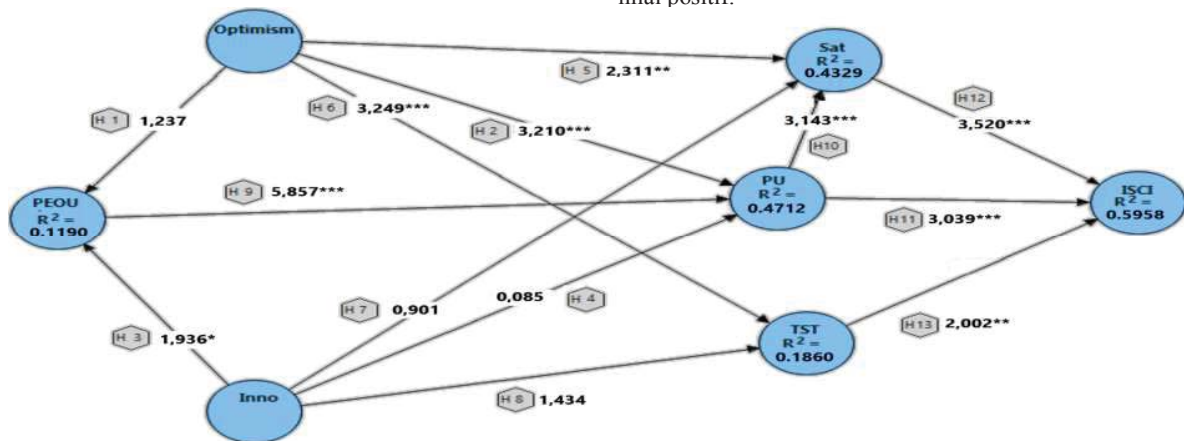 final positif.
Optimism
Sat
R² =
0.4329
H 5 2,311**
H 6 3,249***
H 2 3,210***
H 1 1,237
H12
3,520***
3,143***
H10
PEOU
R² =
0.1190
H 9 5,857***
PU
R² =
0.4712
ISCI
R² =
0.5958
H11 3,039***
H 7 0,901
0,085 H 4
H 3 1,936*
TST
R² =
0.1860
H13 2,002**
Inno
H 8 1,434